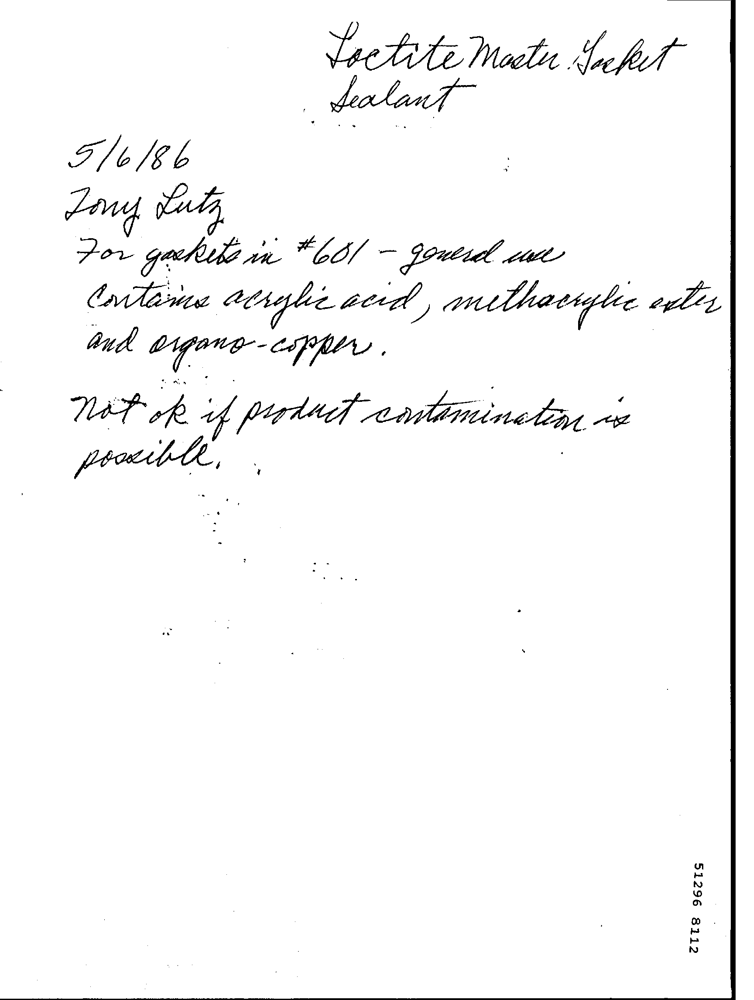 Loctite Master Gasket
Sealant
5/6/86
Tony Lutz
For gaskets in #601 - general use
Contains acrylic acid, methacrylic ester
and organo-copper.
Not ok if product contamination is
possible.
51296 8112